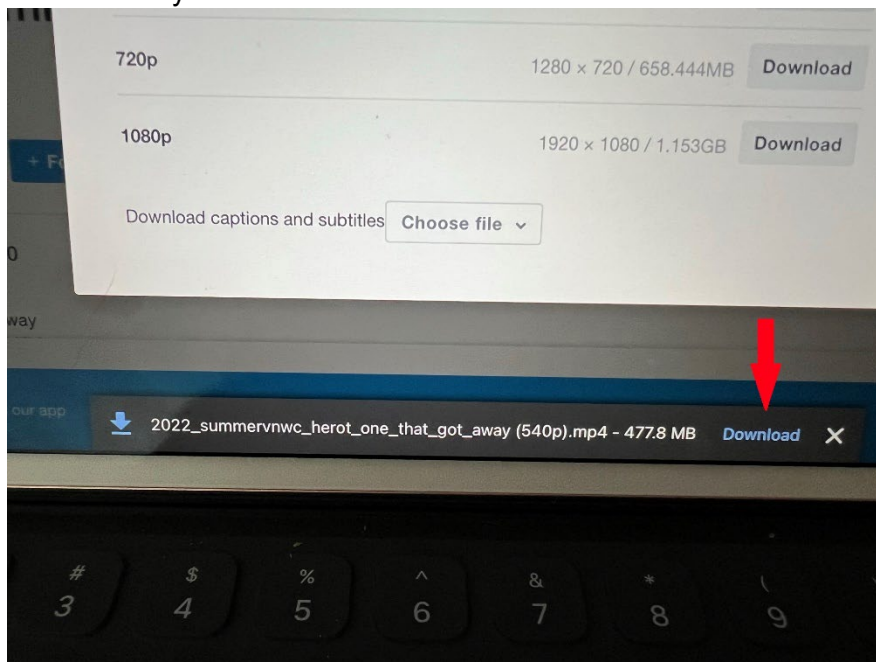 720p 1280 × 720 / 658.444MB Download
1080p 1920 × 1080 / 1.153GB Download
+ Fo
Download captions and subtitles Choose file
0
way
our app
2022_summervnwc_herot_one_that_got_away (540p).mp4 - 477.8 MB Download X
# $ % ^ & * (
3 4 5 6 7 8 9